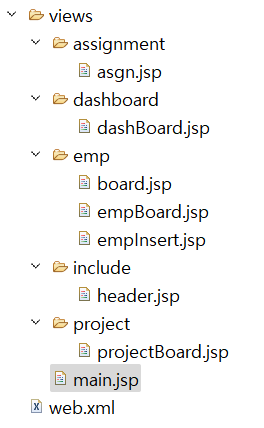 views
assignment
asgn.jsp
dashboard
dashBoard.jsp
emp
board.jsp
empBoard.jsp
empInsert.jsp
include
header.jsp
project
projectBoard.jsp
main.jsp
web.xml